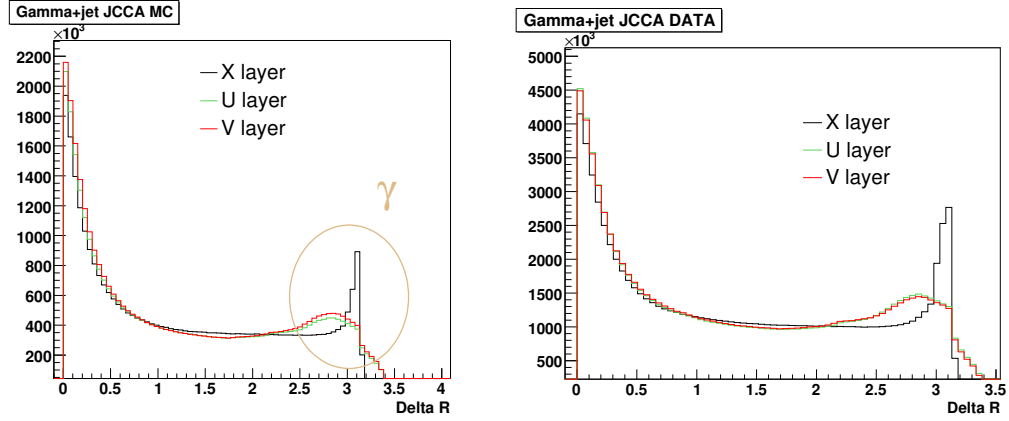 Gamma+jet JCCA MC
×10³
2200
2000
1800
1600
1400
1200
1000
800
600
400
200
X layer
U layer
V layer
γ
0 0.5 1 1.5 2 2.5 3 3.5 4
Delta R
Gamma+jet JCCA DATA
×10³
5000
4500
4000
3500
3000
2500
2000
1500
1000
500
X layer
U layer
V layer
0 0.5 1 1.5 2 2.5 3 3.5
Delta R